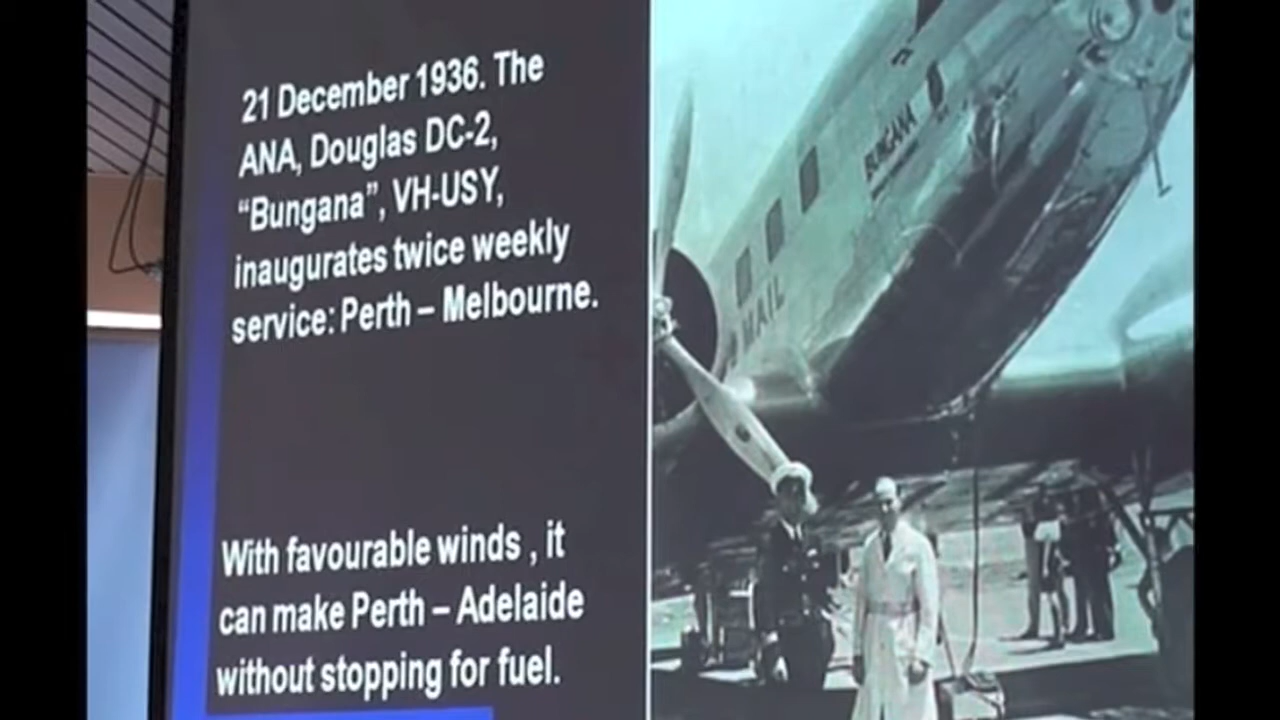 21 December 1936. The
ANA, Douglas DC-2,
“Bungana”, VH-USY,
inaugurates twice weekly
service: Perth – Melbourne.
With favourable winds , it
can make Perth – Adelaide
without stopping for fuel.
BUNGANA
MAIL